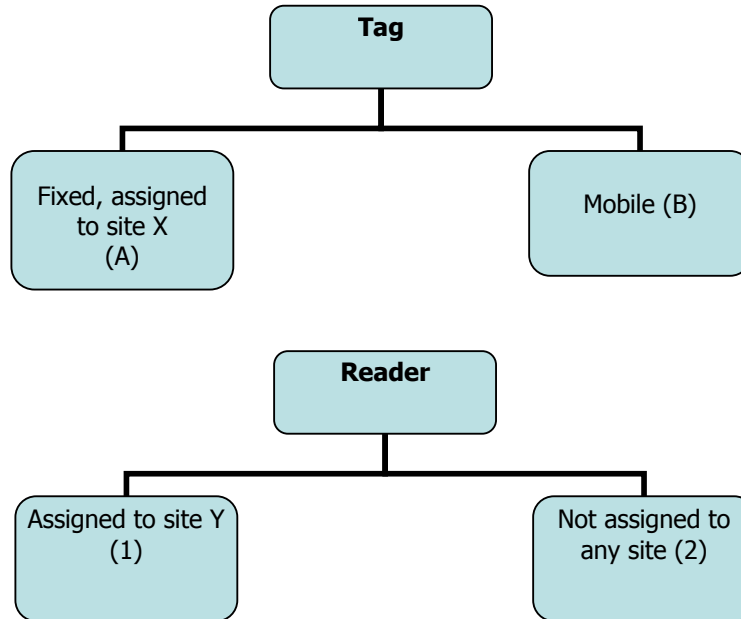 Tag
Fixed, assigned
to site X
(A)
Mobile (B)
Reader
Assigned to site Y
(1)
Not assigned to
any site (2)